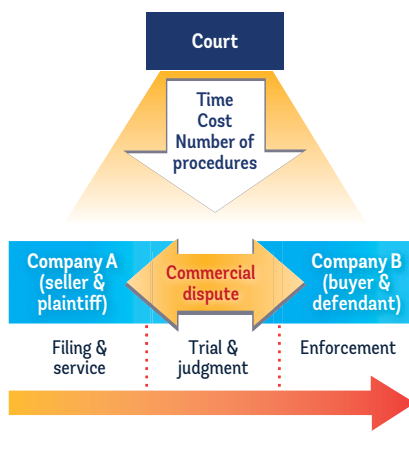 Court
Time
Cost
Number of
procedures
Company A
(seller &
plaintiff)
Commercial
dispute
Company B
(buyer &
defendant)
Filing &
service
Trial &
judgment
Enforcement